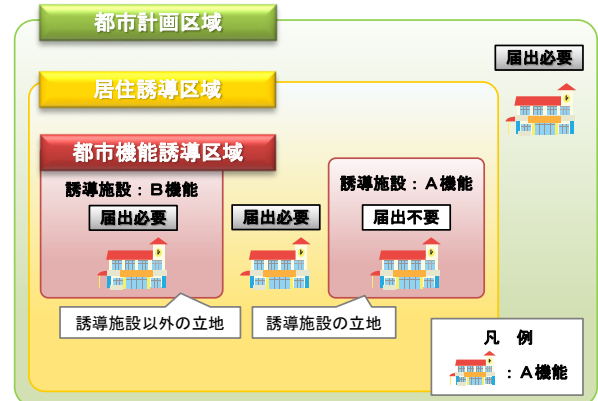 都市計画区域
届出必要
居住誘導区域
都市機能誘導区域
誘導施設：B機能
届出必要
届出必要
誘導施設：A機能
届出不要
誘導施設以外の立地
誘導施設の立地
凡　例
：A機能